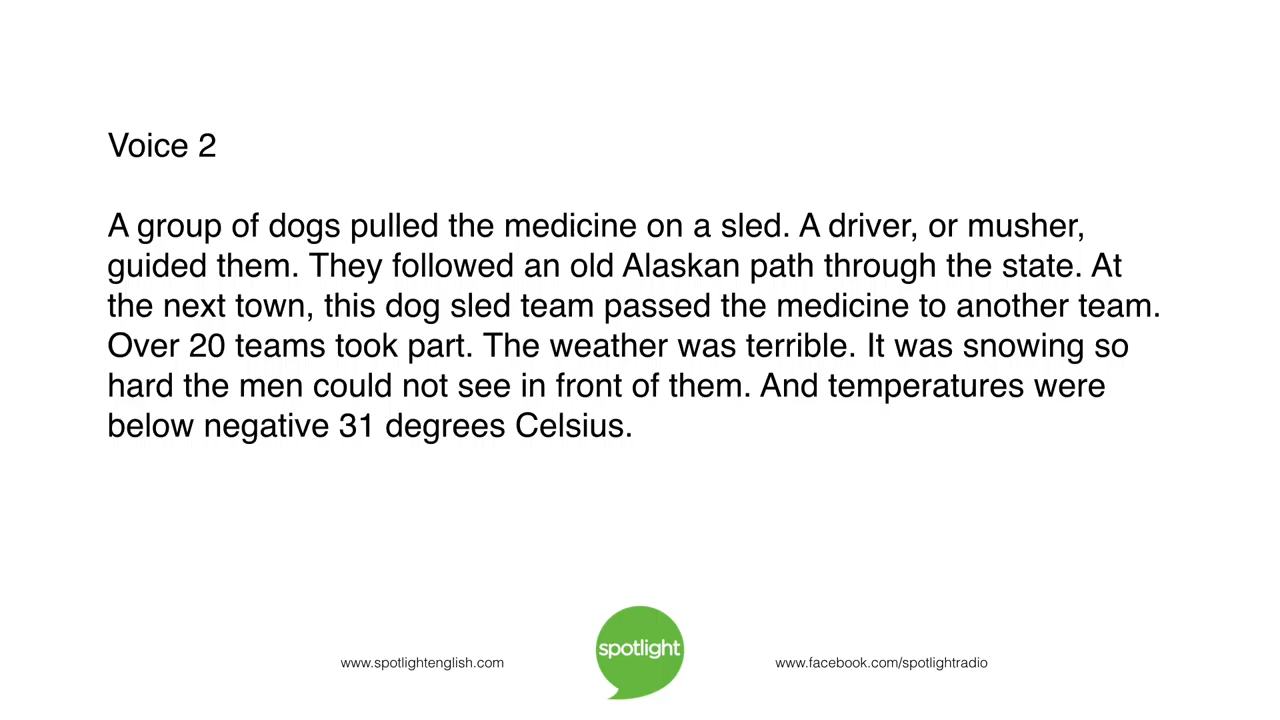 Voice 2
A group of dogs pulled the medicine on a sled. A driver, or musher,
guided them. They followed an old Alaskan path through the state. At
the next town, this dog sled team passed the medicine to another team.
Over 20 teams took part. The weather was terrible. It was snowing so
hard the men could not see in front of them. And temperatures were
below negative 31 degrees Celsius.
spotlight
www.spotlightenglish.com
www.facebook.com/spotlightradio